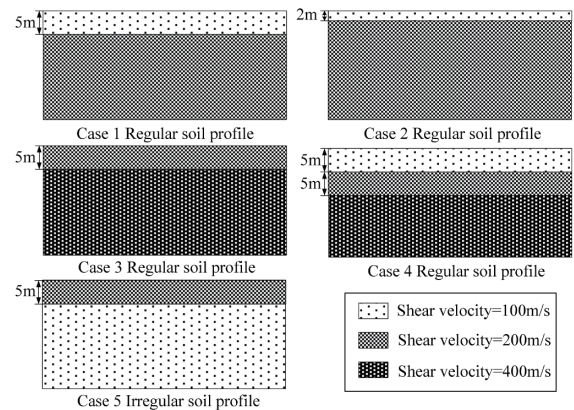 5m
2m
Case 1 Regular soil profile
Case 2 Regular soil profile
5m
5m
5m
Case 3 Regular soil profile
Case 4 Regular soil profile
5m
Shear velocity=100m/s
Shear velocity=200m/s
Shear velocity=400m/s
Case 5 Irregular soil profile